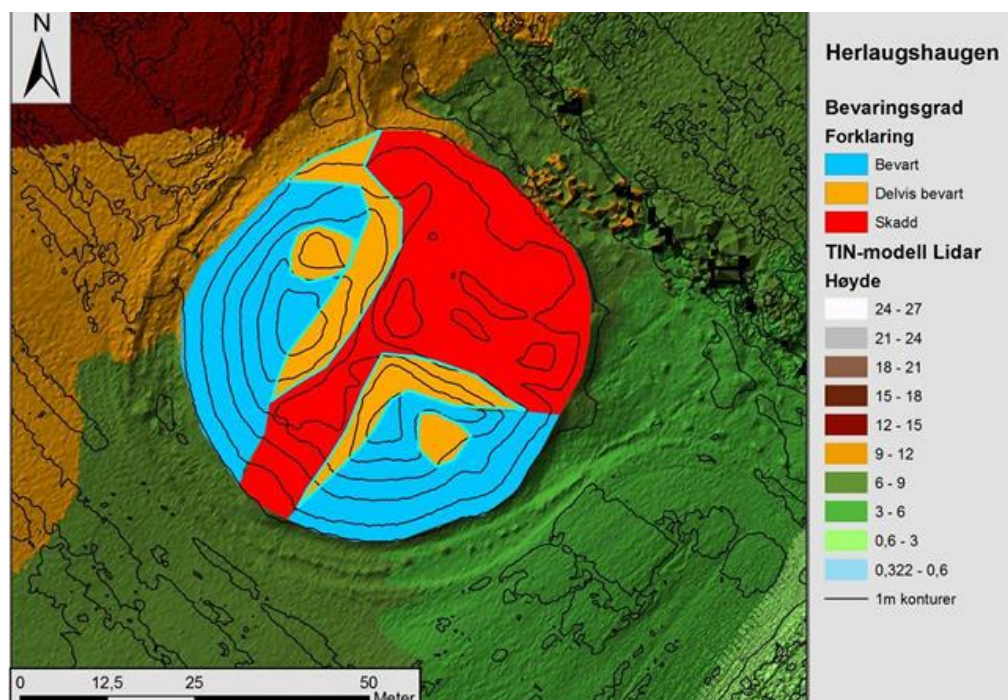 N
Herlaugshaugen
Bevaringsgrad
Forklaring
Bevart
Delvis bevart
Skadd
TIN-modell Lidar
Høyde
24 - 27
21 - 24
18 - 21
15 - 18
12 - 15
9 - 12
6 - 9
3 - 6
0,6 - 3
0,322 - 0,6
1m konturer
0 12,5 25 50
Meter